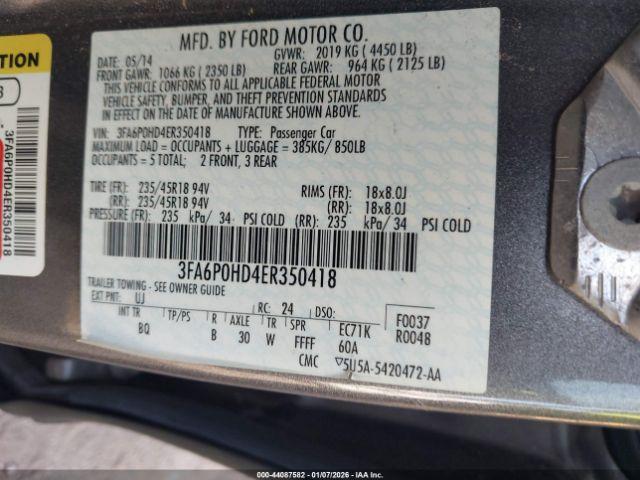 MFD. BY FORD MOTOR CO.
DATE: 05/14 GVWR: 2019 KG ( 4450 LB)
FRONT GAWR: 1066 KG ( 2350 LB) REAR GAWR: 964 KG ( 2125 LB)
THIS VEHICLE CONFORMS TO ALL APPLICABLE FEDERAL MOTOR
VEHICLE SAFETY, BUMPER, AND THEFT PREVENTION STANDARDS
IN EFFECT ON THE DATE OF MANUFACTURE SHOWN ABOVE.
VIN: 3FA6P0HD4ER350418 TYPE: Passenger Car
MAXIMUM LOAD = OCCUPANTS + LUGGAGE = 385KG/ 850LB
OCCUPANTS = 5 TOTAL; 2 FRONT, 3 REAR
TIRE (FR): 235/45R18 94V RIMS (FR): 18x8.0J
(RR): 235/45R18 94V (RR): 18x8.0J
PRESSURE (FR): 235 kPa/ 34 PSI COLD (RR): 235 kPa/ 34 PSI COLD
3FA6P0HD4ER350418
TRAILER TOWING - SEE OWNER GUIDE
EXT PNT: UJ RC: 24 DSO: F0037
INT TR TP/PS R AXLE TR SPR EC71K R0048
BQ B 30 W FFFF 60A
CMC ▽5U5A-5420472-AA
TION
3FA6P0HD4ER350418
000-44087582 - 01/07/2026 - IAA Inc.